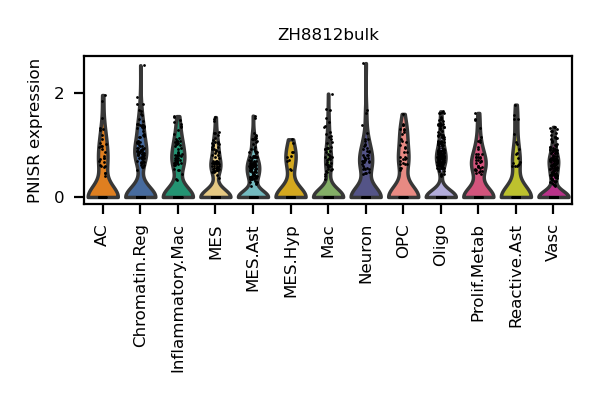 ZH8812bulk
PNISR expression
2
0
AC
Chromatin.Reg
Inflammatory.Mac
MES
MES.Ast
MES.Hyp
Mac
Neuron
OPC
Oligo
Prolif.Metab
Reactive.Ast
Vasc